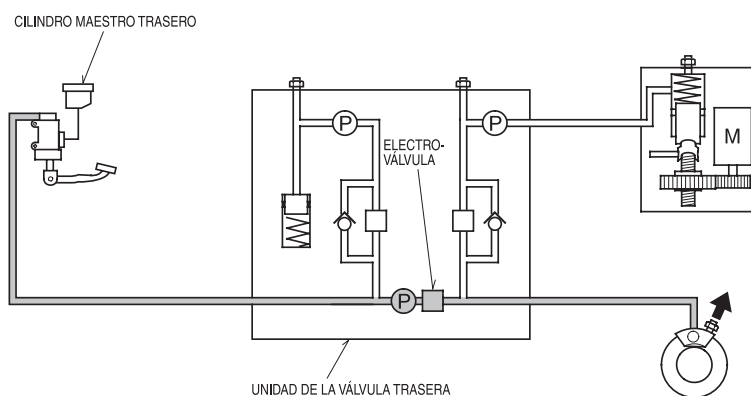 CILINDRO MAESTRO TRASERO
P
P
ELECTRO-
VÁLVULA
M
P
UNIDAD DE LA VÁLVULA TRASERA